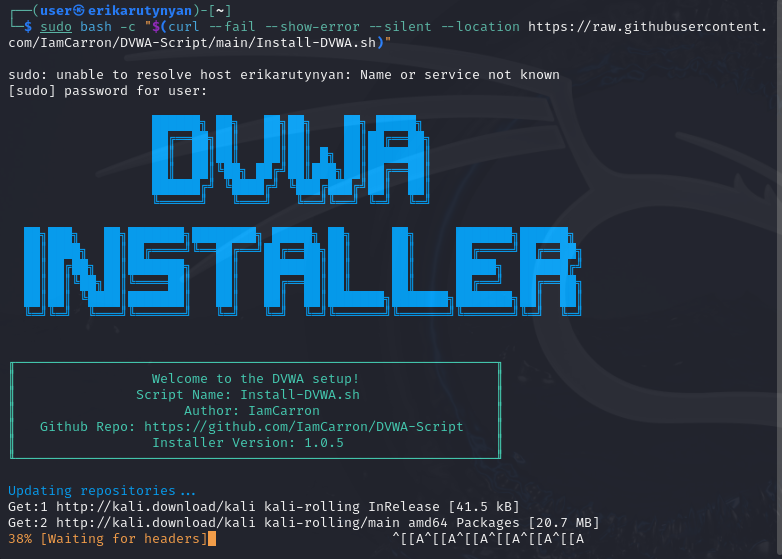 ┌──(user㉿erikarutynyan)-[~]
└─$ sudo bash -c "$(curl --fail --show-error --silent --location https://raw.githubusercontent.
com/IamCarron/DVWA-Script/main/Install-DVWA.sh)"
sudo: unable to resolve host erikarutynyan: Name or service not known
[sudo] password for user:
DVWA
INSTALLER
Welcome to the DVWA setup!
Script Name: Install-DVWA.sh
Author: IamCarron
Github Repo: https://github.com/IamCarron/DVWA-Script
Installer Version: 1.0.5
Updating repositories...
Get:1 http://kali.download/kali kali-rolling InRelease [41.5 kB]
Get:2 http://kali.download/kali kali-rolling/main amd64 Packages [20.7 MB]
38% [Waiting for headers] ^[[A^[[A^[[A^[[A^[[A^[[A